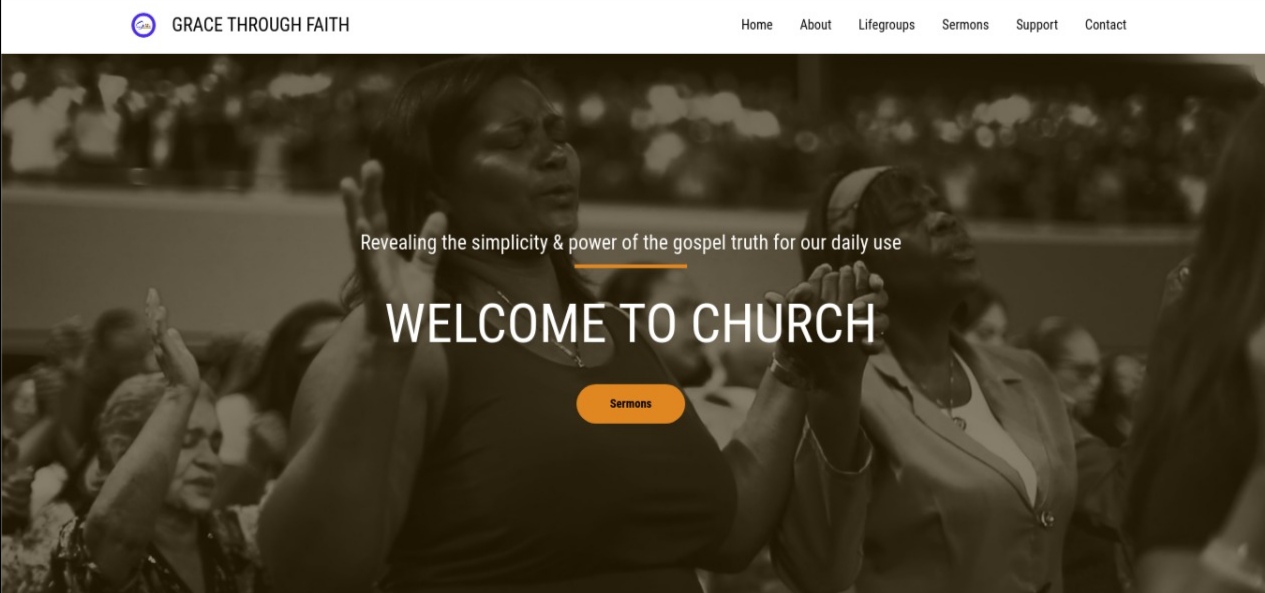 GRACE THROUGH FAITH
Home About Lifegroups Sermons Support Contact
Revealing the simplicity & power of the gospel truth for our daily use
WELCOME TO CHURCH
Sermons